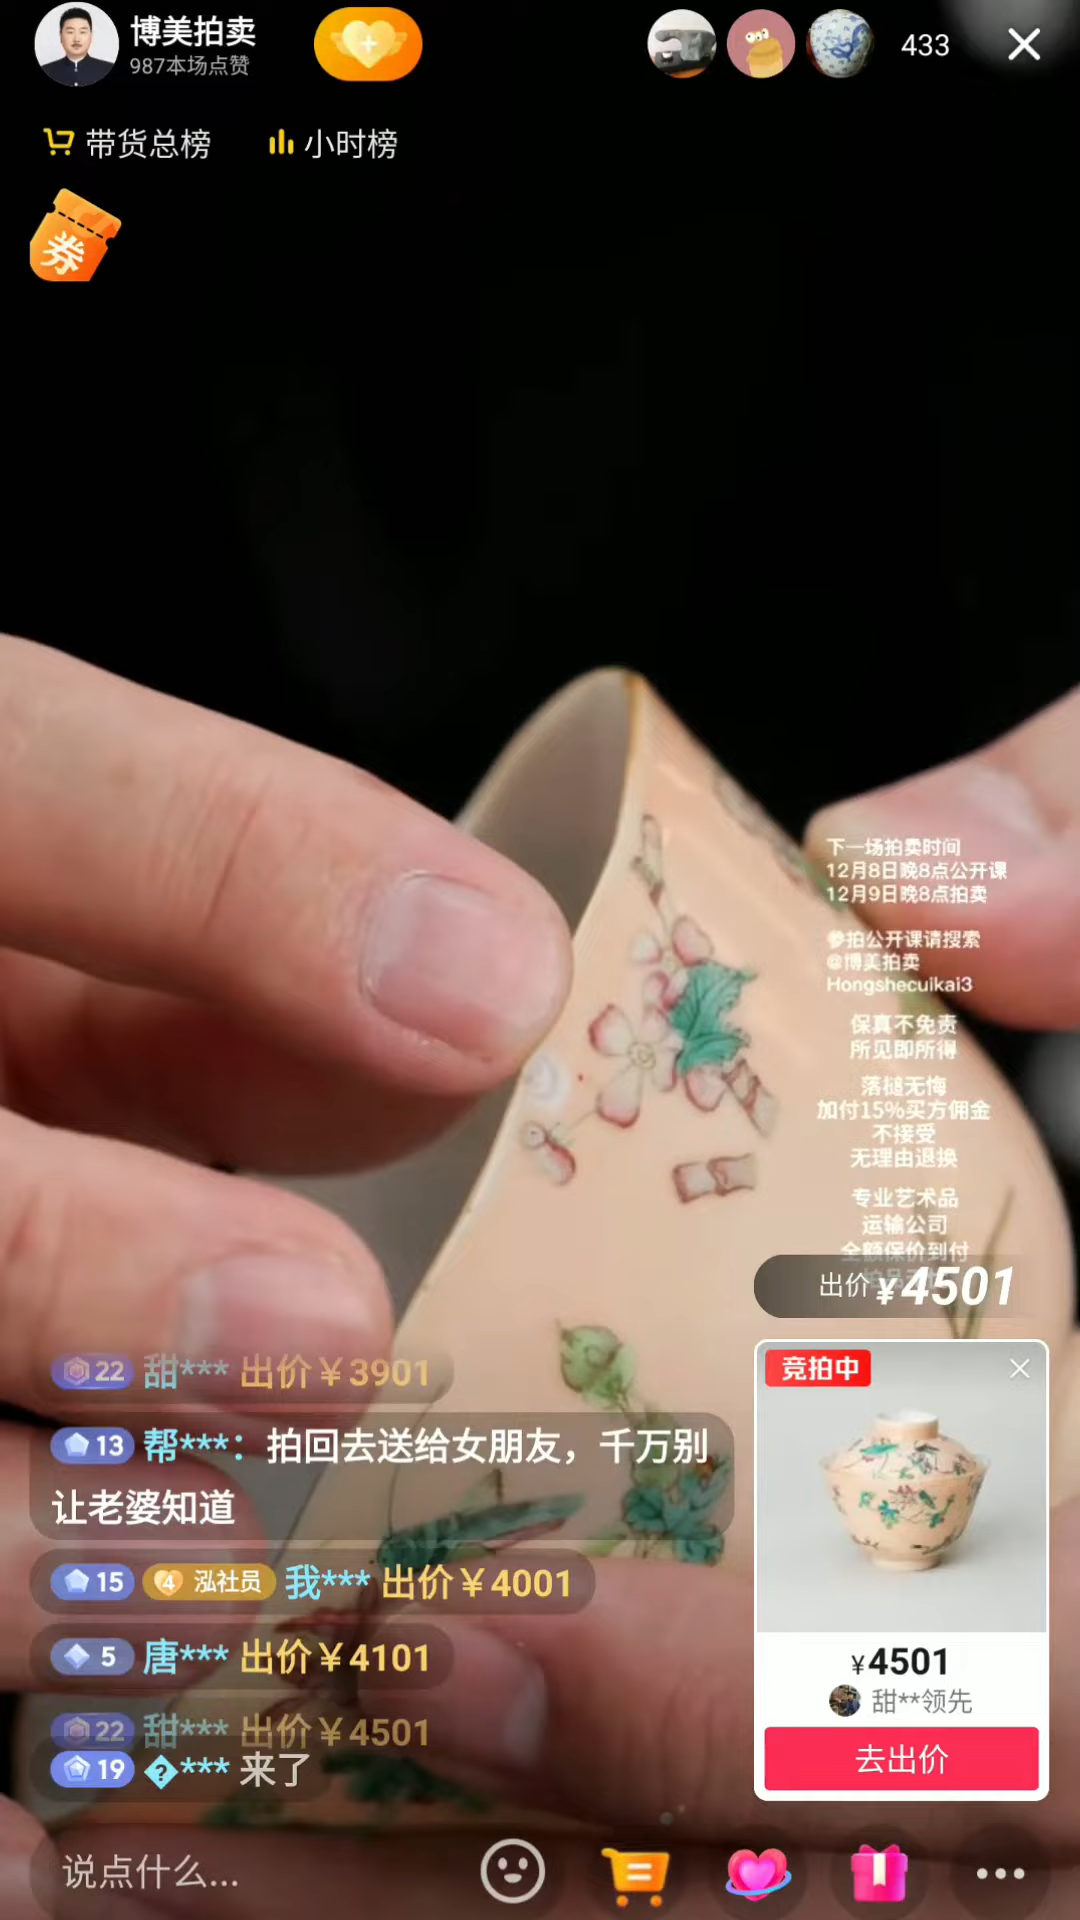 博美拍卖
987本场点赞
433
带货总榜
小时榜
券
下一场拍卖时间
12月8日晚8点公开课
12月9日晚8点拍卖
参拍公开课请搜索
@博美拍卖
Hongshecuikai3
保真不免责
所见即所得
落槌无悔
加付15%买方佣金
不接受
无理由退换
专业艺术品
运输公司
全额保价到付
出价 ¥4501
22 甜*** 出价￥3901
13 帮***：拍回去送给女朋友，千万别
让老婆知道
15 4 泓社员 我*** 出价￥4001
5 唐*** 出价￥4101
22 甜*** 出价￥4501
19 �*** 来了
竞拍中
¥4501
甜**领先
去出价
说点什么...